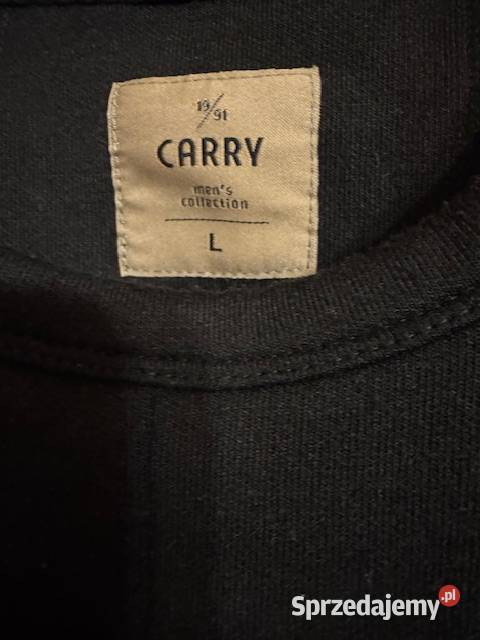 19/91
CARRY
men's
collection
L
Sprzedajemy.pl